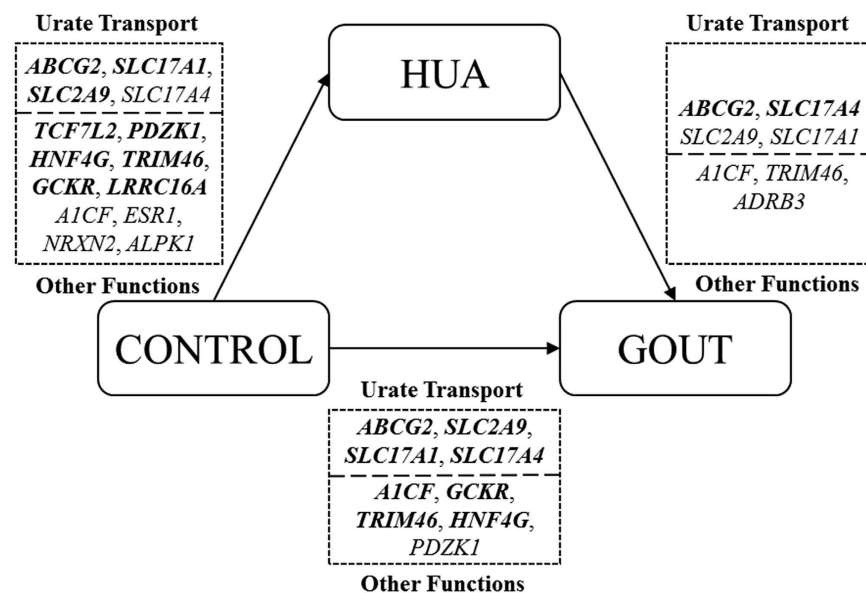 Urate Transport
ABCG2, SLC17A1,
SLC2A9, SLC17A4
TCF7L2, PDZK1,
HNF4G, TRIM46,
GCKR, LRRC16A
A1CF, ESR1,
NRXN2, ALPK1
Other Functions
HUA
Urate Transport
ABCG2, SLC17A4
SLC2A9, SLC17A1
A1CF, TRIM46,
ADRB3
Other Functions
CONTROL
GOUT
Urate Transport
ABCG2, SLC2A9,
SLC17A1, SLC17A4
A1CF, GCKR,
TRIM46, HNF4G,
PDZK1
Other Functions